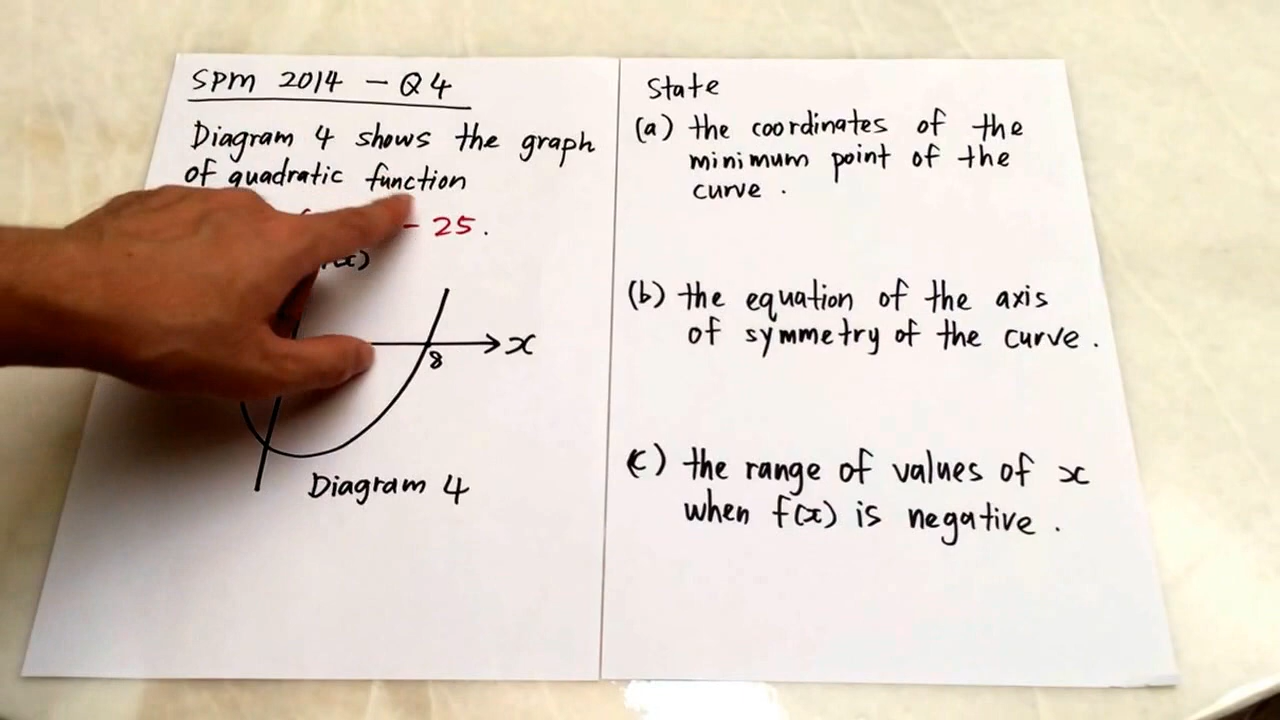 SPM 2014 - Q4
Diagram 4 shows the graph
of quadratic function
- 25.
x
8
Diagram 4
State
(a) the coordinates of the
minimum point of the
curve.
(b) the equation of the axis
of symmetry of the curve.
(c) the range of values of x
when f(x) is negative.